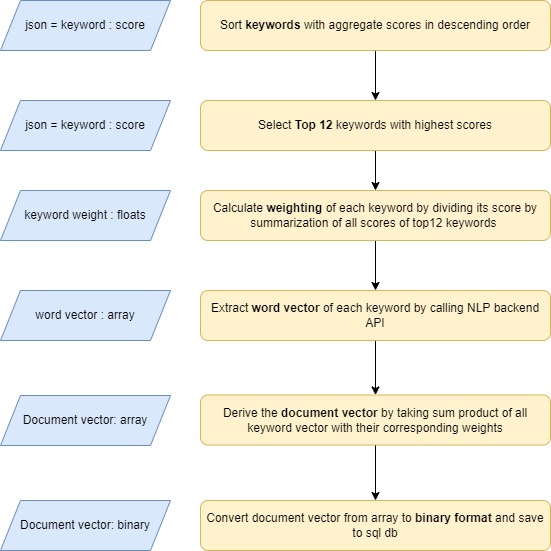 json = keyword : score
Sort keywords with aggregate scores in descending order
json = keyword : score
Select Top 12 keywords with highest scores
keyword weight : floats
Calculate weighting of each keyword by dividing its score by
summarization of all scores of top12 keywords
word vector : array
Extract word vector of each keyword by calling NLP backend
API
Document vector: array
Derive the document vector by taking sum product of all
keyword vector with their corresponding weights
Document vector: binary
Convert document vector from array to binary format and save
to sql db